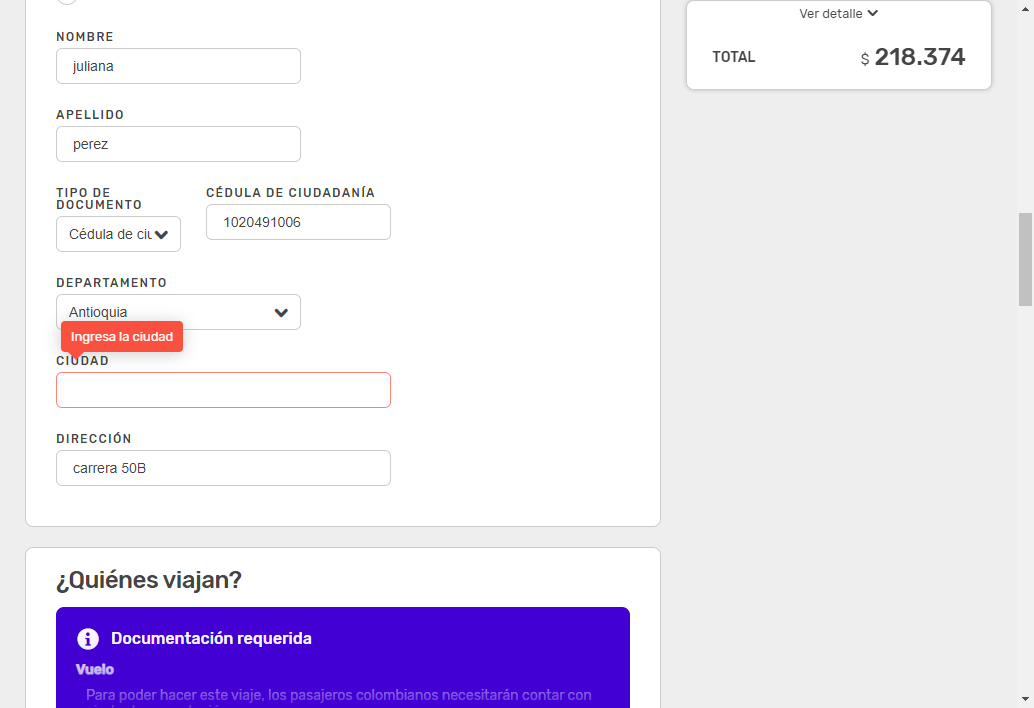 Ver detalle
TOTAL
$ 218.374
NOMBRE
juliana
APELLIDO
perez
TIPO DE
DOCUMENTO
Cédula de ciu
CÉDULA DE CIUDADANÍA
1020491006
DEPARTAMENTO
Antioquia
Ingresa la ciudad
CIUDAD
DIRECCIÓN
carrera 50B
¿Quiénes viajan?
Documentación requerida
Vuelo
Para poder hacer este viaje, los pasajeros colombianos necesitarán contar con